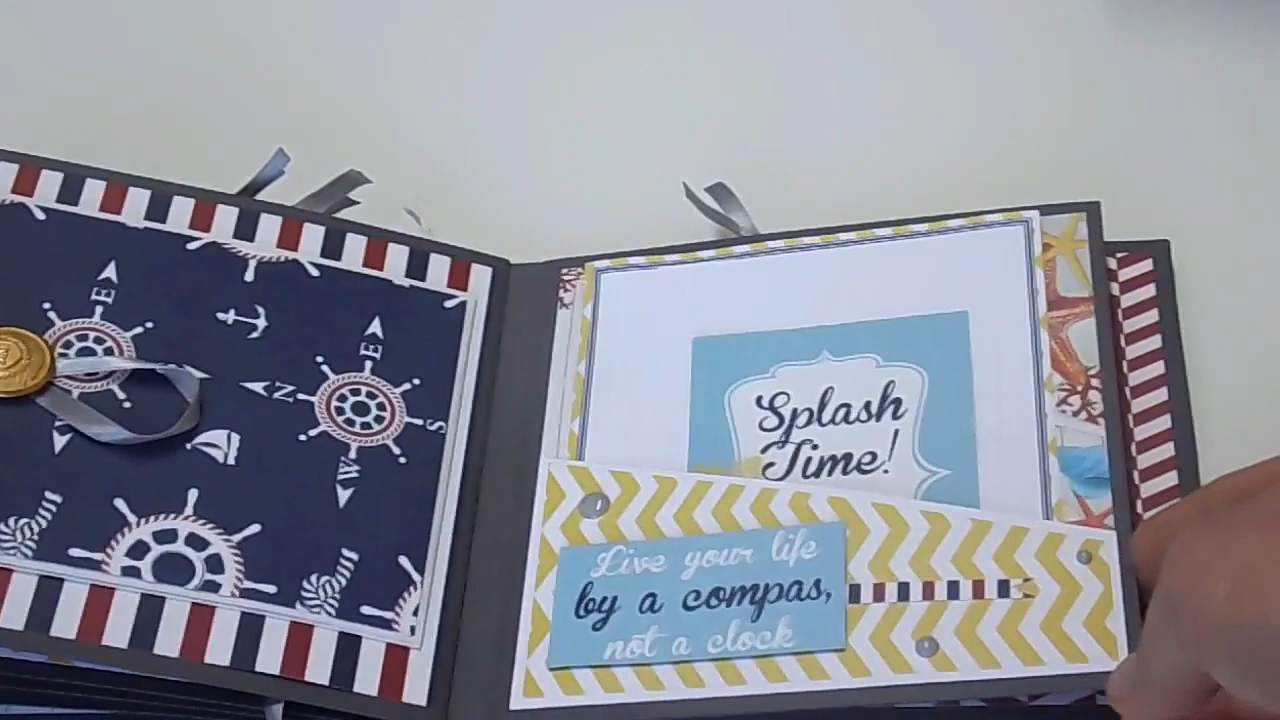 E
E
N
S
W
Splash
Time!
Live your life
by a compas,
not a clock